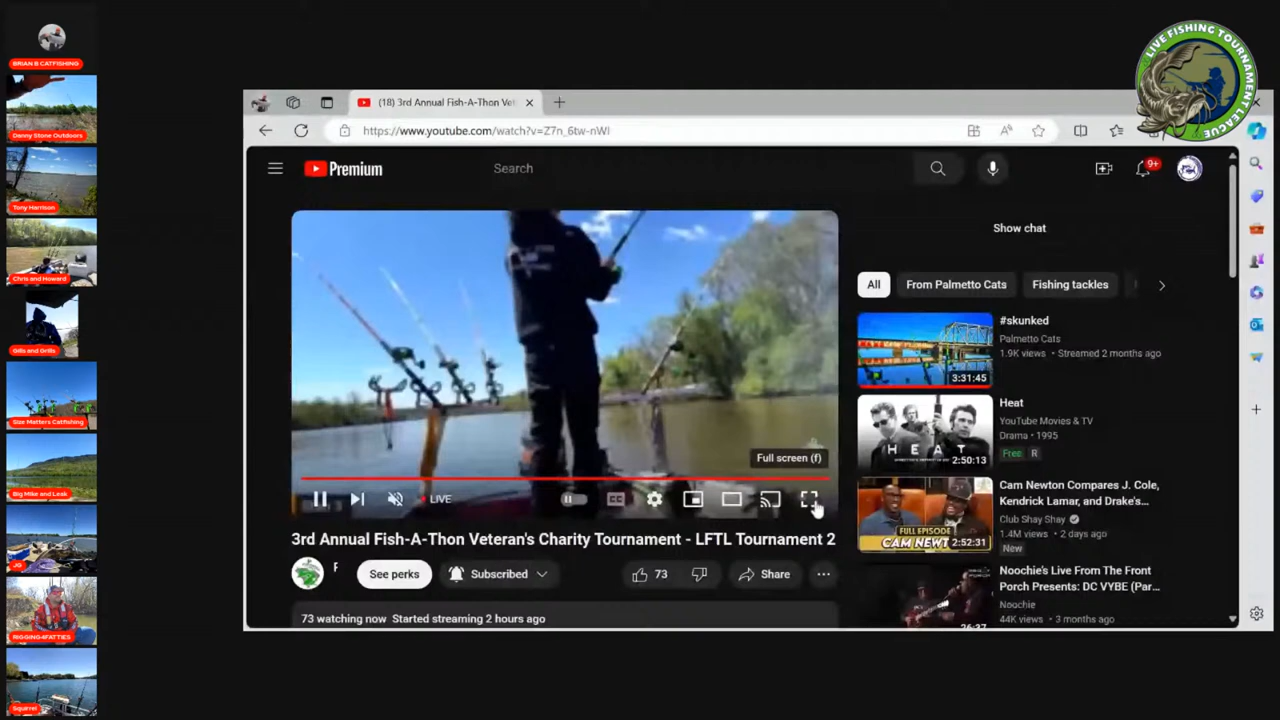 BRIAN B CATFISHING
Danny Stone Outdoors
Tony Harrison
Chris and Howard
Gills and Grills
Size Matters Catfishing
Big Mike and Leah
JG
RIGGING4FATTIES
Squirrel
LIVE FISHING TOURNAMENT LEAGUE
(18) 3rd Annual Fish-A-Thon Vet
https://www.youtube.com/watch?v=Z7n_6tw-nWI
Premium
Search
9+
Show chat
All
From Palmetto Cats
Fishing tackles
#skunked
Palmetto Cats
1.9K views • Streamed 2 months ago
3:31:45
Heat
YouTube Movies & TV
Drama • 1995
Free R
HEAT
2:50:13
Cam Newton Compares J. Cole,
Kendrick Lamar, and Drake's...
Club Shay Shay
1.4M views • 2 days ago
New
FULL EPISODE
CAM NEWT
2:52:31
Noochie's Live From The Front
Porch Presents: DC VYBE (Par...
Noochie
44K views • 3 months ago
26:37
Full screen (f)
LIVE
CC
3rd Annual Fish-A-Thon Veteran's Charity Tournament - LFTL Tournament 2
F
See perks
Subscribed
73
Share
73 watching now Started streaming 2 hours ago